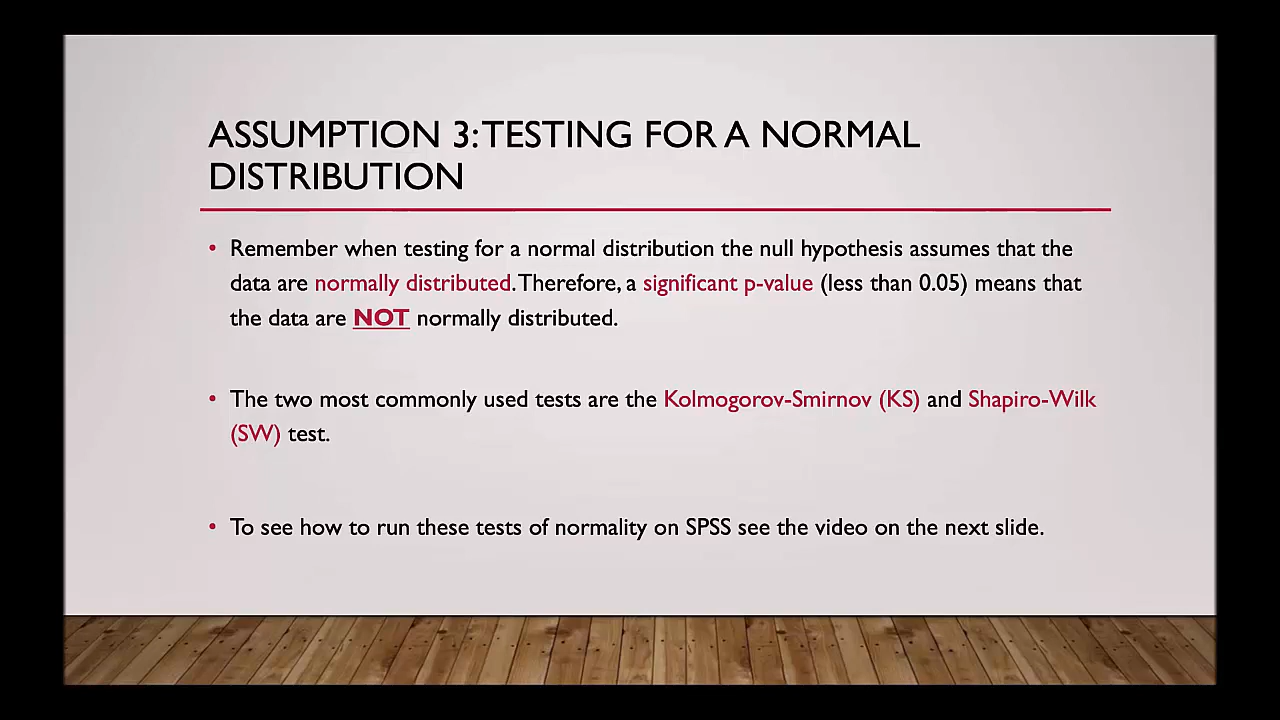 ASSUMPTION 3: TESTING FOR A NORMAL
DISTRIBUTION
• Remember when testing for a normal distribution the null hypothesis assumes that the
data are normally distributed. Therefore, a significant p-value (less than 0.05) means that
the data are NOT normally distributed.
• The two most commonly used tests are the Kolmogorov-Smirnov (KS) and Shapiro-Wilk
(SW) test.
• To see how to run these tests of normality on SPSS see the video on the next slide.